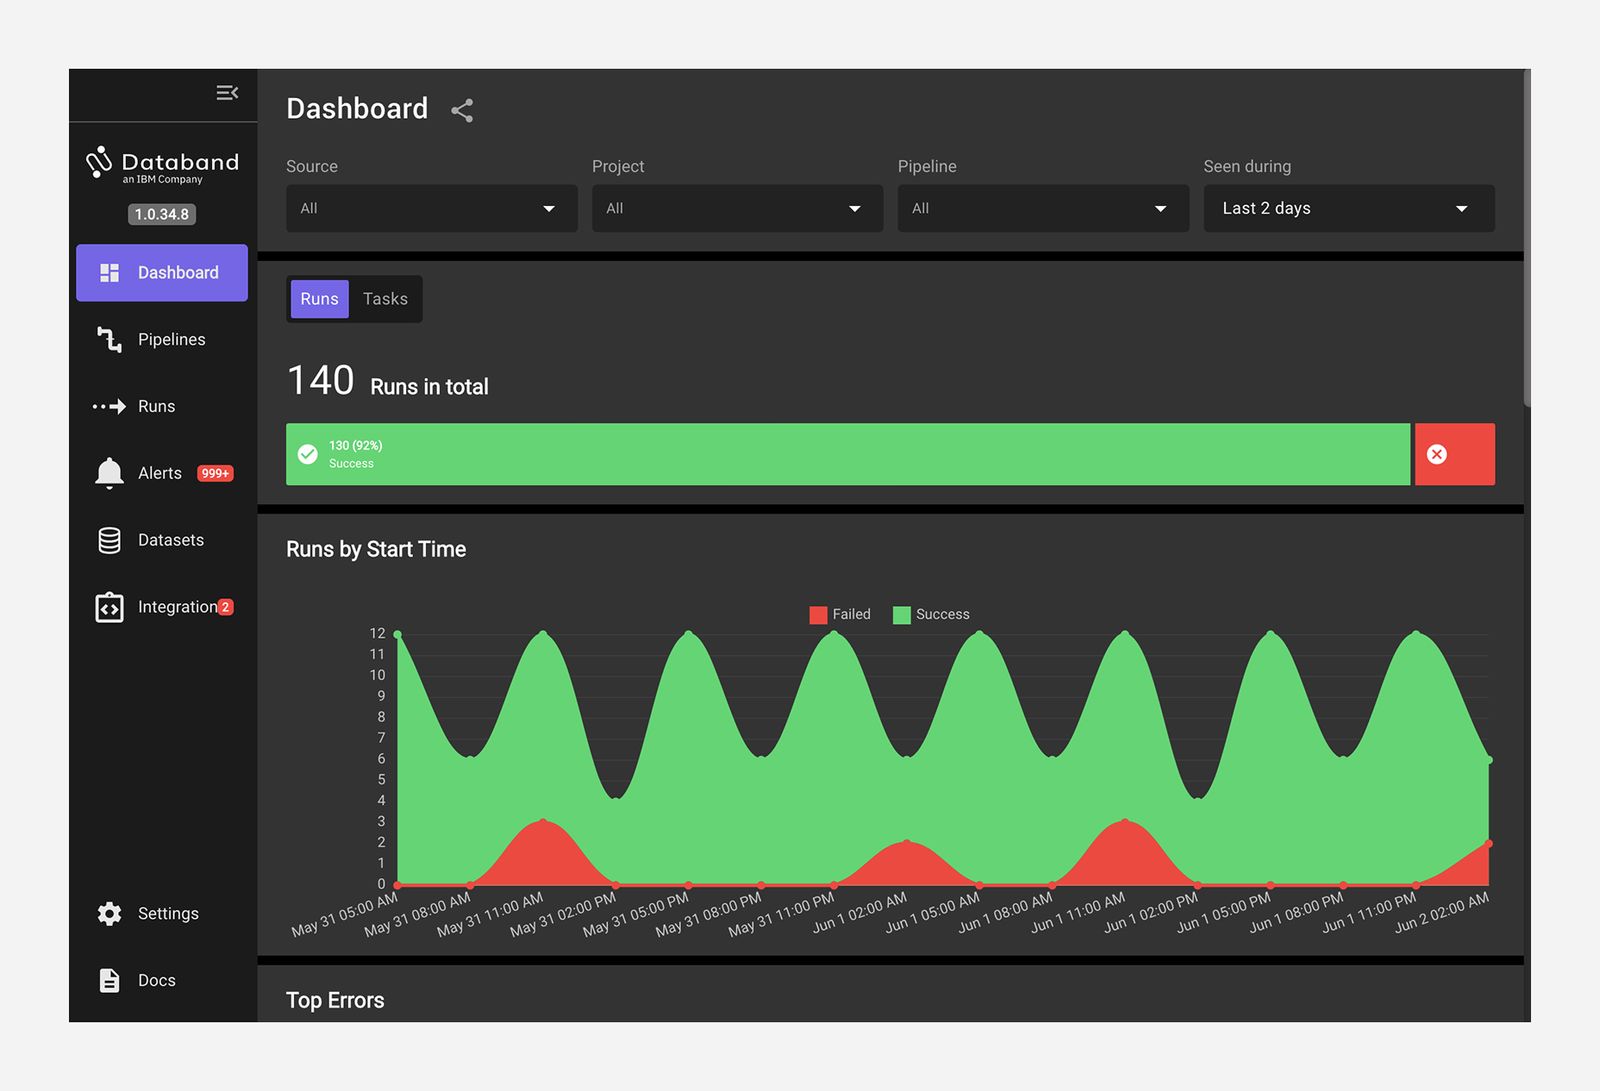 Databand
an IBM Company
1.0.34.8
Dashboard
Pipelines
Runs
Alerts 999+
Datasets
Integration 2
Settings
Docs
Dashboard
Source
All
Project
All
Pipeline
All
Seen during
Last 2 days
Runs Tasks
140 Runs in total
130 (92%)
Success
Runs by Start Time
Failed Success
12
11
10
9
8
7
6
5
4
3
2
1
0
May 31 05:00 AM
May 31 08:00 AM
May 31 11:00 AM
May 31 02:00 PM
May 31 05:00 PM
May 31 08:00 PM
May 31 11:00 PM
Jun 1 02:00 AM
Jun 1 05:00 AM
Jun 1 08:00 AM
Jun 1 11:00 AM
Jun 1 02:00 PM
Jun 1 05:00 PM
Jun 1 08:00 PM
Jun 1 11:00 PM
Jun 2 02:00 AM
Top Errors